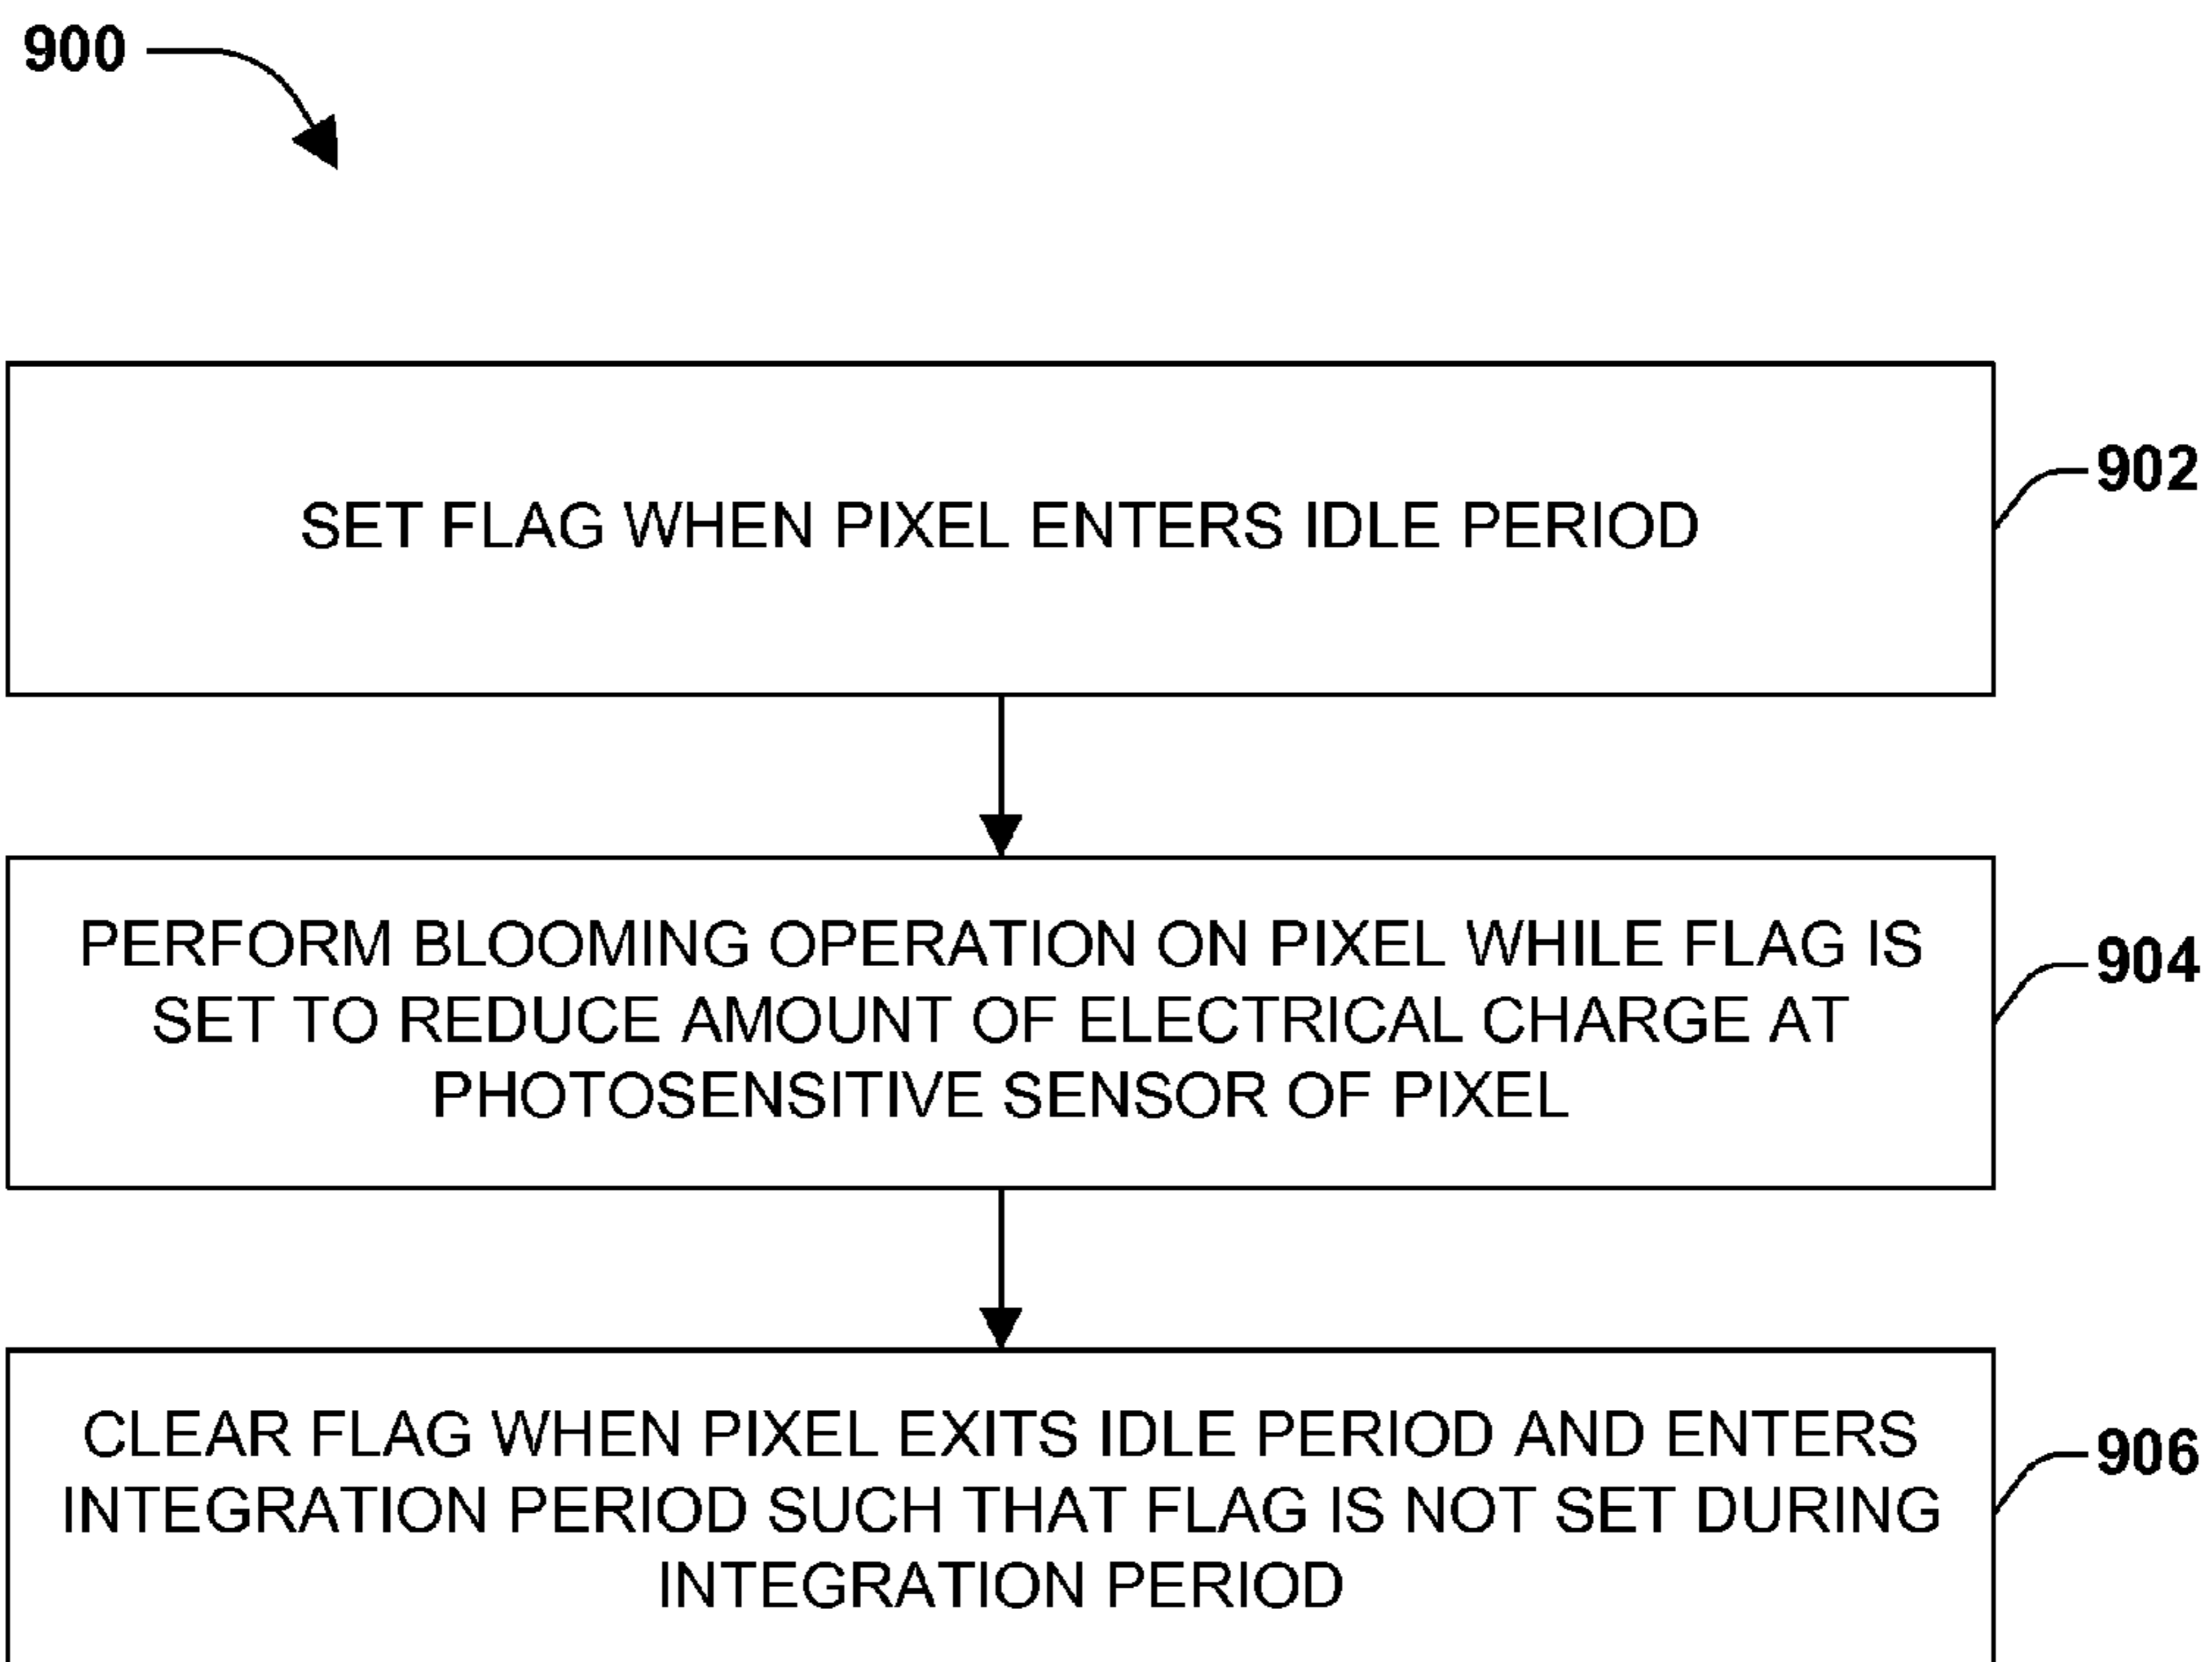 900
SET FLAG WHEN PIXEL ENTERS IDLE PERIOD
902
PERFORM BLOOMING OPERATION ON PIXEL WHILE FLAG IS
SET TO REDUCE AMOUNT OF ELECTRICAL CHARGE AT
PHOTOSENSITIVE SENSOR OF PIXEL
904
CLEAR FLAG WHEN PIXEL EXITS IDLE PERIOD AND ENTERS
INTEGRATION PERIOD SUCH THAT FLAG IS NOT SET DURING
INTEGRATION PERIOD
906